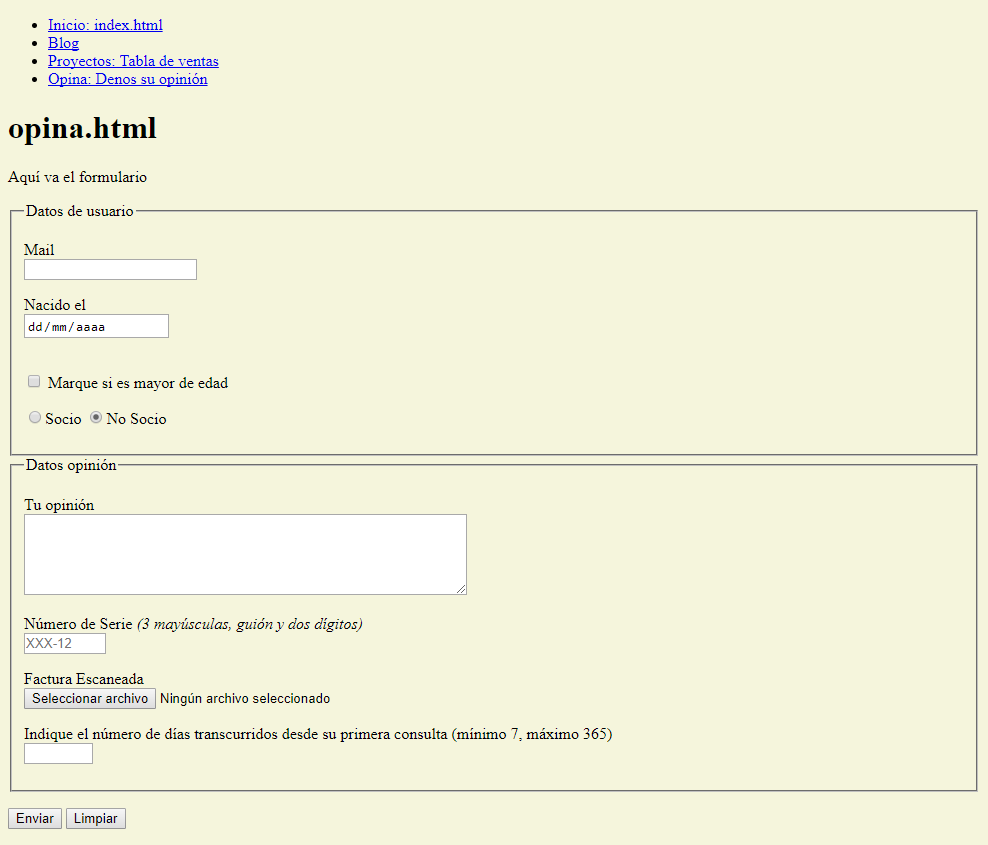 Inicio: index.html
Blog
Proyectos: Tabla de ventas
Opina: Denos su opinión
opina.html
Aquí va el formulario
Datos de usuario
Mail
Nacido el
dd/mm/aaaa
Marque si es mayor de edad
Socio No Socio
Datos opinión
Tu opinión
Número de Serie (3 mayúsculas, guión y dos dígitos)
XXX-12
Factura Escaneada
Seleccionar archivo Ningún archivo seleccionado
Indique el número de días transcurridos desde su primera consulta (mínimo 7, máximo 365)
Enviar Limpiar